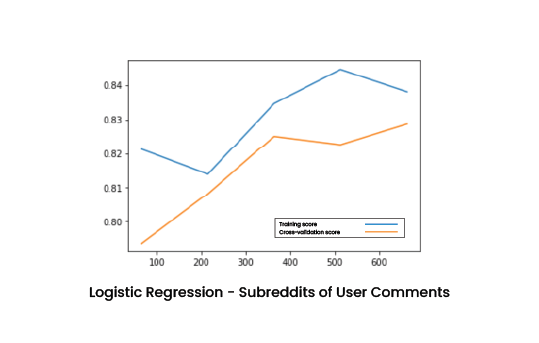 0.84
0.83
0.82
0.81
0.80
Training score
Cross-validation score
100 200 300 400 500 600
Logistic Regression - Subreddits of User Comments